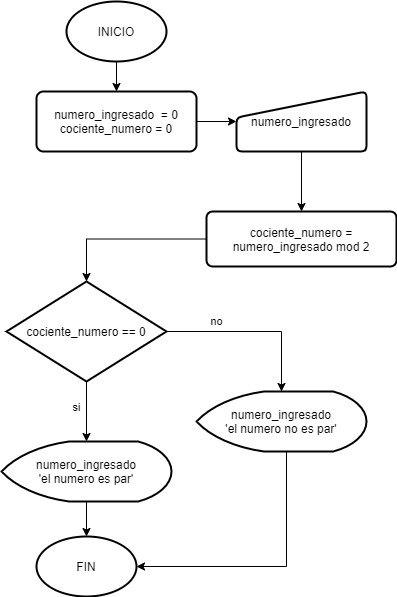 INICIO
numero_ingresado = 0
cociente_numero = 0
numero_ingresado
cociente_numero =
numero_ingresado mod 2
cociente_numero == 0
no
si
numero_ingresado
'el numero no es par'
numero_ingresado
'el numero es par'
FIN